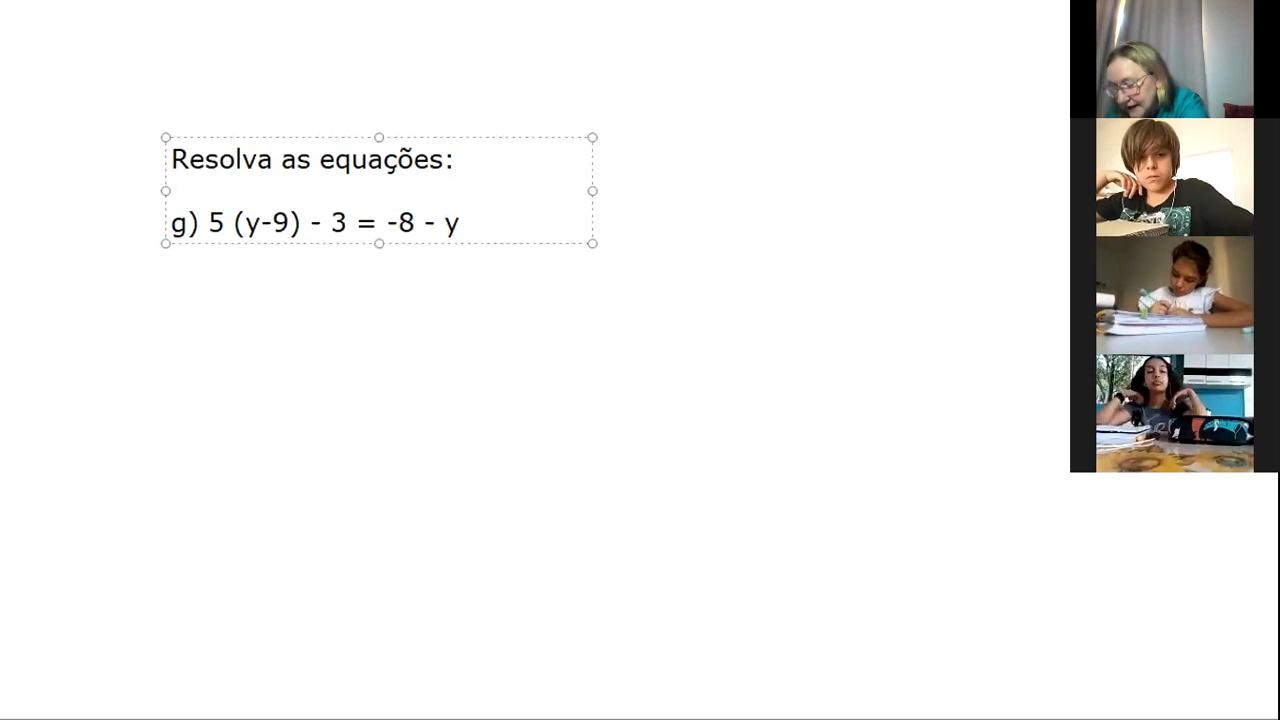 Resolva as equações:
g) 5 (y-9) - 3 = -8 - y